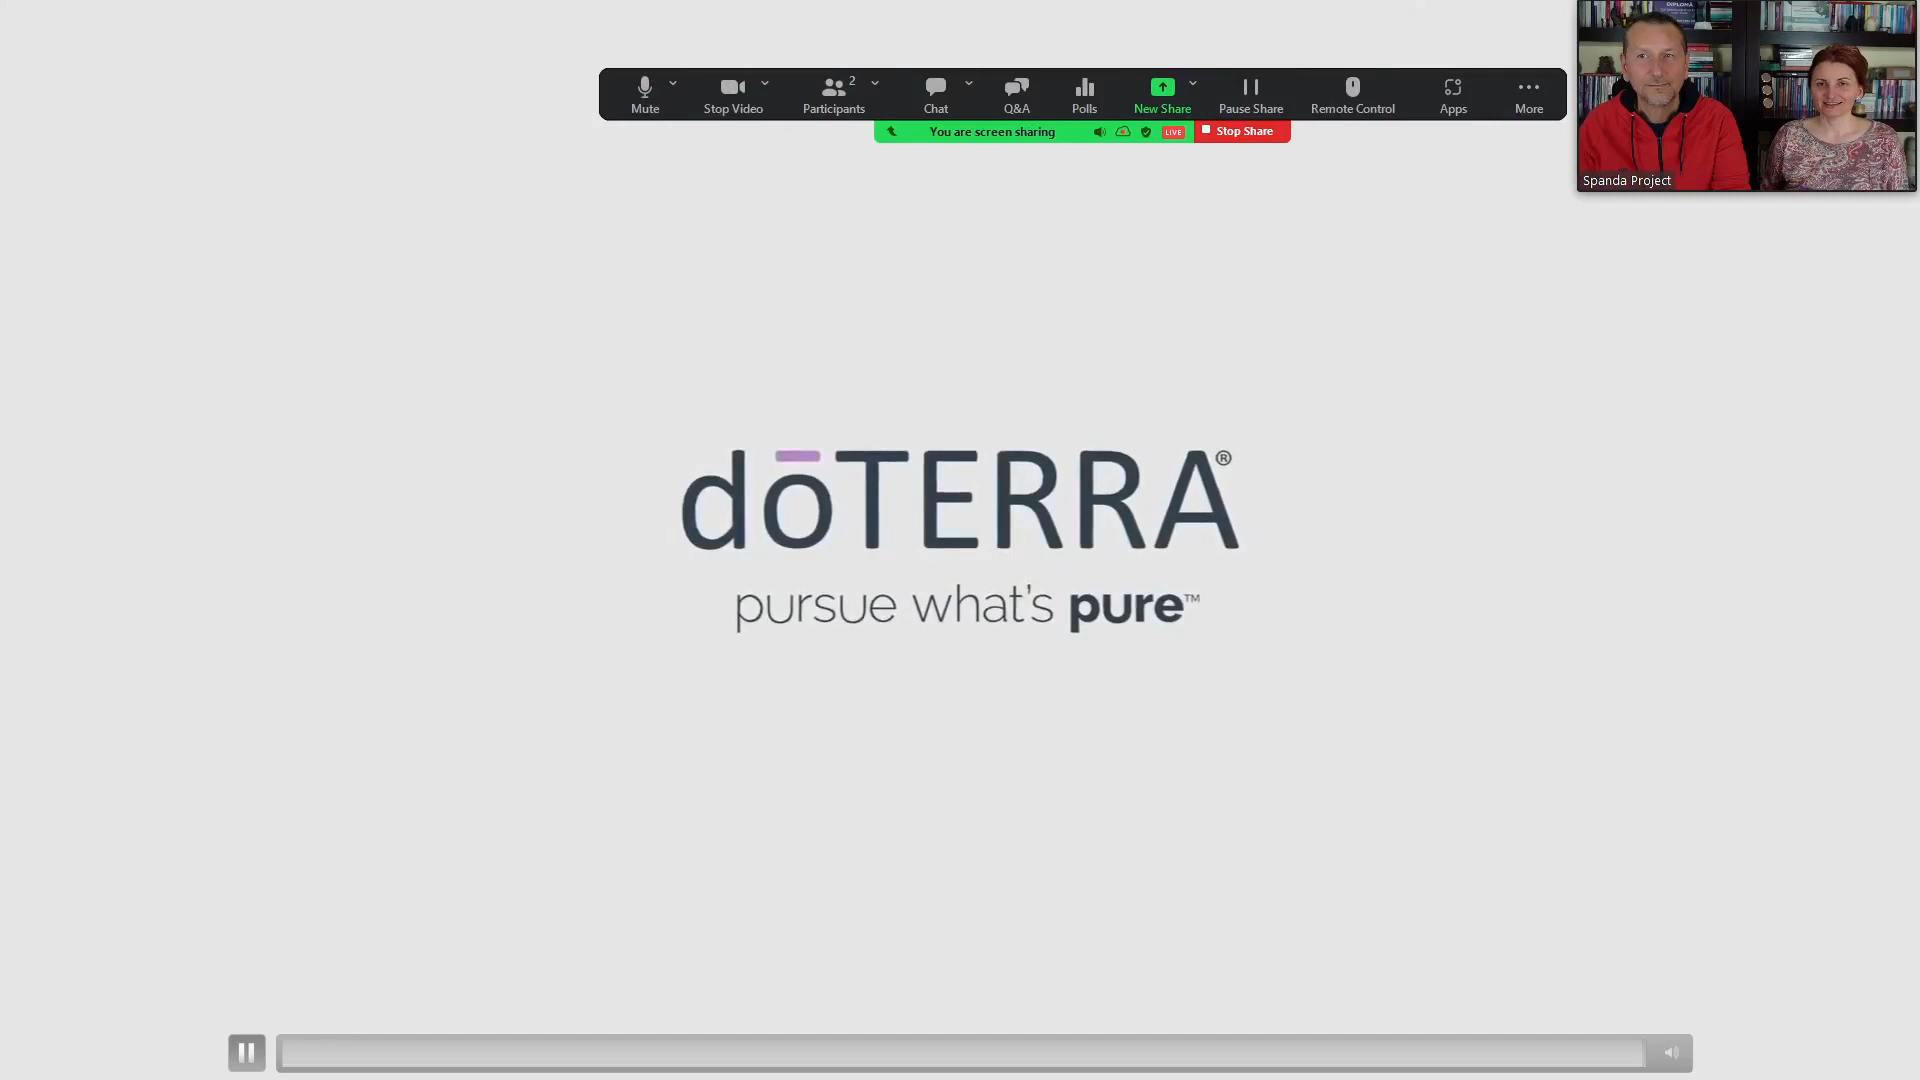 DIPLOMĂ
2
Mute
Stop Video
Participants
Chat
Q&A
Polls
New Share
Pause Share
Remote Control
Apps
More
You are screen sharing
LIVE
Stop Share
Spanda Project
dōTERRA®
pursue what's pure™